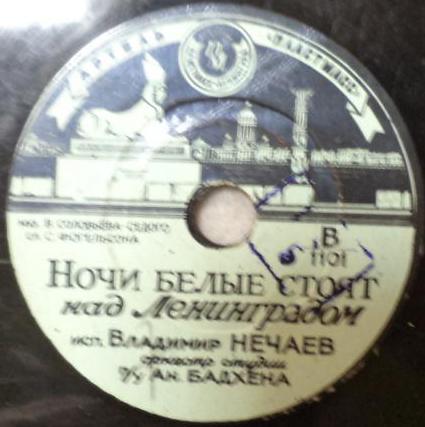 АРТЕЛЬ "ПЛАСТМАСС"
муз. В. СОЛОВЬЕВА-СЕДОГО
сл. С. ФОГЕЛЬСОНА
В
1101
НОЧИ БЕЛЫЕ СТОЯТ
над Ленинградом
исп. ВЛАДИМИР НЕЧАЕВ
оркестр студии
п/у АН. БАДХЕНА